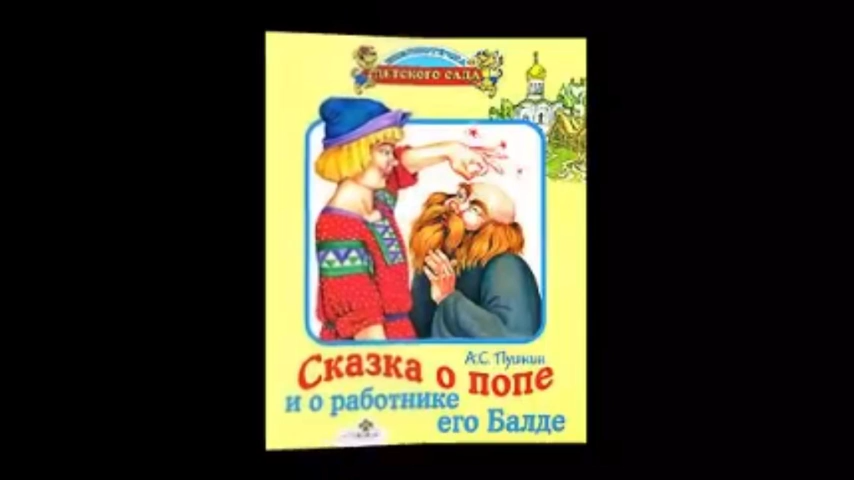 ДЕТСКОГО САДА
А.С. Пушкин
Сказка о попе
и о работнике
его Балде